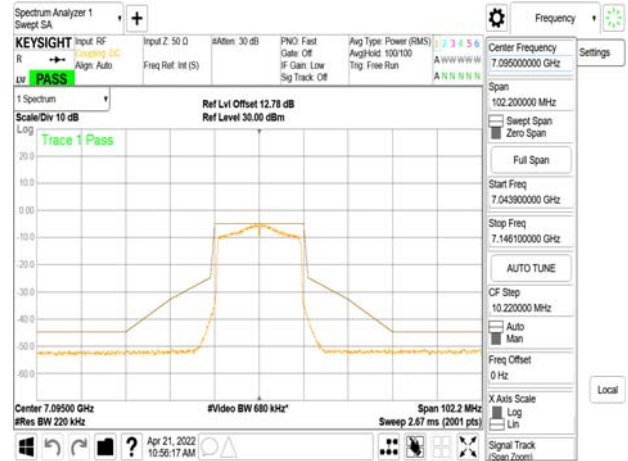 Spectrum Analyzer 1
Swept SA
+
Frequency
KEYSIGHT
Input: RF
Coupling: DC
Align: Auto
Input Z: 50 Ω
Freq Ref: Int (S)
#Atten: 30 dB
PNO: Fast
Gate: Off
IF Gain: Low
Sig Track: Off
Avg Type: Power (RMS)
Avg|Hold: 100/100
Trig: Free Run
1 2 3 4 5 6
A W W W W W
A N N N N N
R
LV PASS
1 Spectrum
Scale/Div 10 dB
Ref Lvl Offset 12.78 dB
Ref Level 30.00 dBm
Log
Trace 1 Pass
20.0
10.0
0.00
-10.0
-20.0
-30.0
-40.0
-50.0
-60.0
Center 7.09500 GHz
#Video BW 680 kHz*
Span 102.2 MHz
#Res BW 220 kHz
Sweep 2.67 ms (2001 pts)
? Apr 21, 2022
10:56:17 AM
Center Frequency
7.095000000 GHz
Settings
Span
102.200000 MHz
Swept Span
Zero Span
Full Span
Start Freq
7.043900000 GHz
Stop Freq
7.146100000 GHz
AUTO TUNE
CF Step
10.220000 MHz
Auto
Man
Freq Offset
0 Hz
X Axis Scale
Log
Lin
Local
Signal Track
(Span Zoom)